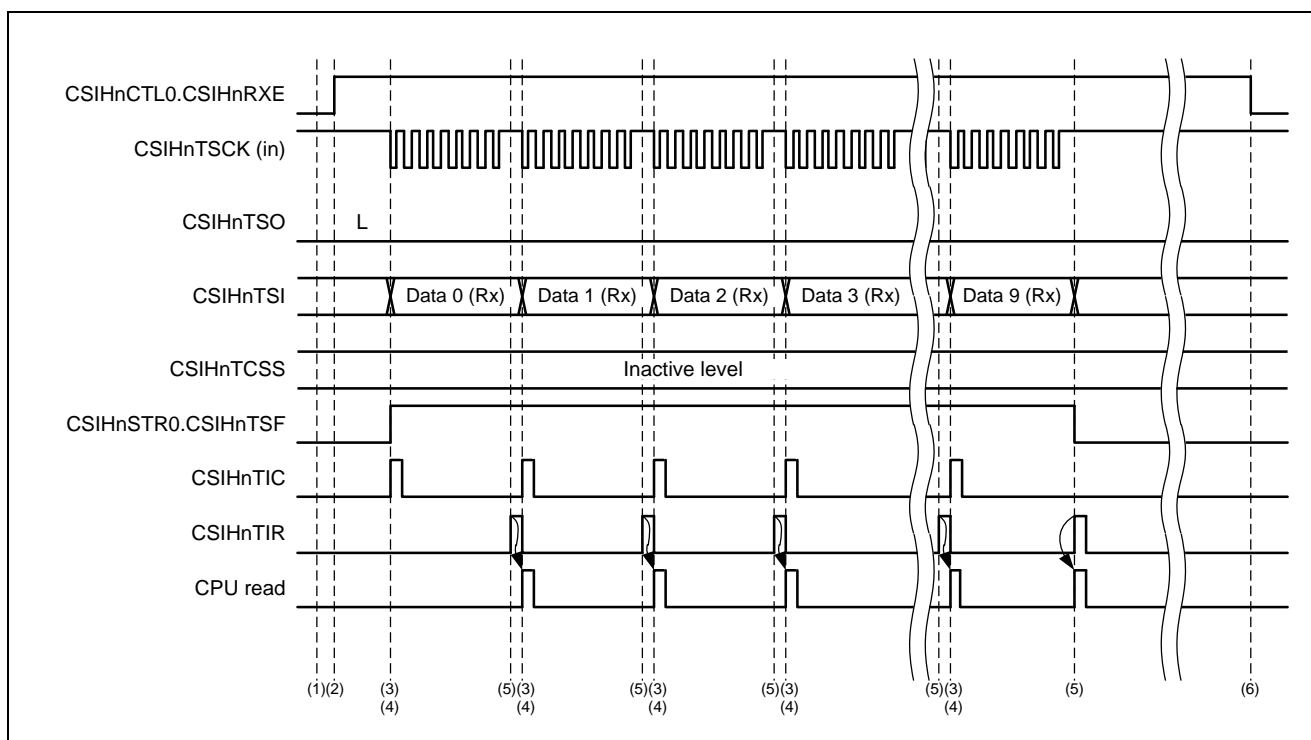 CSIHnCTL0.CSIHnRXE
CSIHnTSCK (in)
CSIHnTSO
L
CSIHnTSI
Data 0 (Rx) Data 1 (Rx) Data 2 (Rx) Data 3 (Rx) Data 9 (Rx)
CSIHnTCSS
Inactive level
CSIHnSTR0.CSIHnTSF
CSIHnTIC
CSIHnTIR
CPU read
(1)(2) (3) (5)(3) (5)(3) (5)(3) (5)(3) (5) (6)
(4) (4) (4) (4) (4)